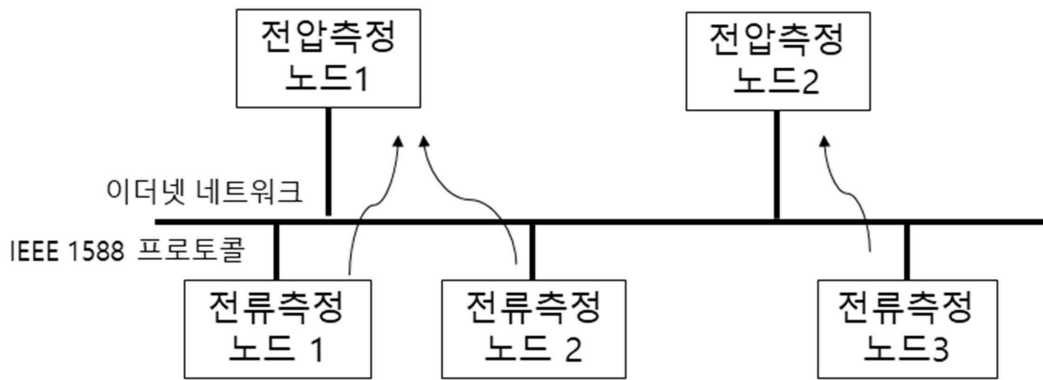 전압측정
노드1
전압측정
노드2
이더넷 네트워크
IEEE 1588 프로토콜
전류측정
노드 1
전류측정
노드 2
전류측정
노드3